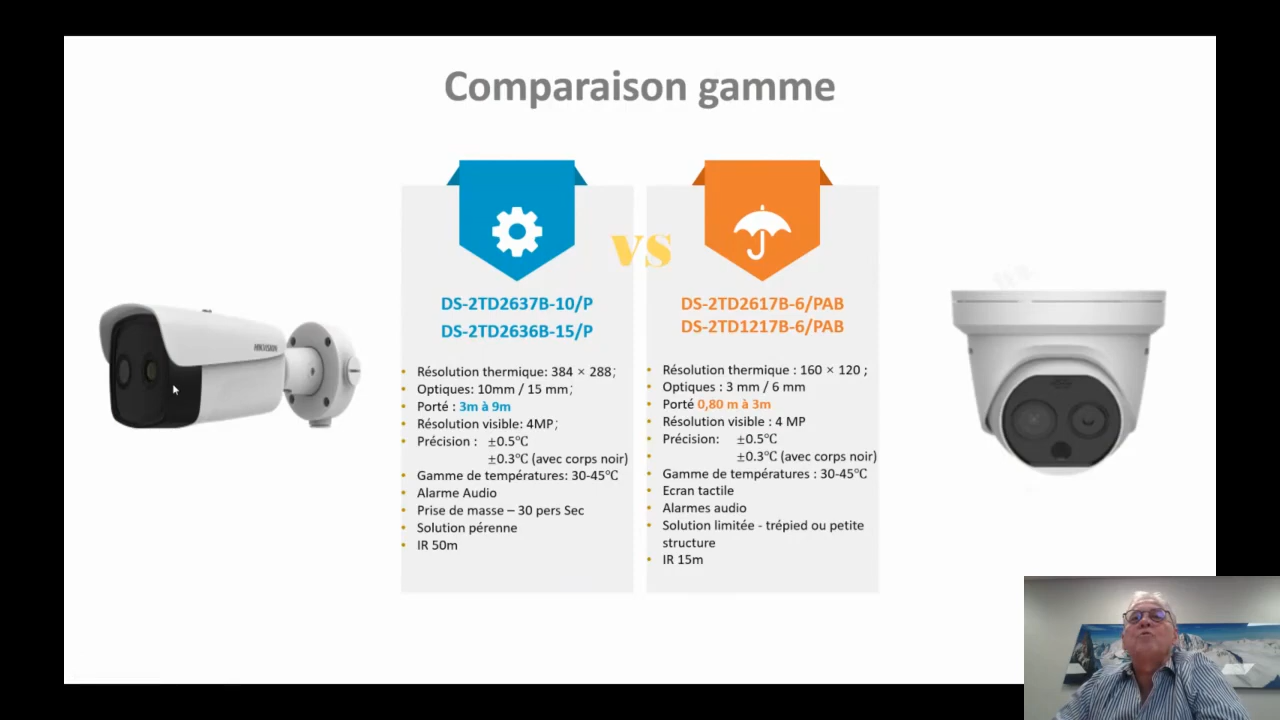 Comparaison gamme
vs
DS-2TD2637B-10/P
DS-2TD2636B-15/P
• Résolution thermique: 384 × 288;
• Optiques: 10mm / 15 mm;
• Porté : 3m à 9m
• Résolution visible: 4MP;
• Précision : ±0.5℃
±0.3℃ (avec corps noir)
• Gamme de températures: 30-45℃
• Alarme Audio
• Prise de masse – 30 pers Sec
• Solution pérenne
• IR 50m
DS-2TD2617B-6/PAB
DS-2TD1217B-6/PAB
• Résolution thermique : 160 × 120 ;
• Optiques : 3 mm / 6 mm
• Porté 0,80 m à 3m
• Résolution visible : 4 MP
• Précision: ±0.5℃
• ±0.3℃ (avec corps noir)
• Gamme de températures : 30-45℃
• Ecran tactile
• Alarmes audio
• Solution limitée - trépied ou petite
structure
• IR 15m
HIKVISION